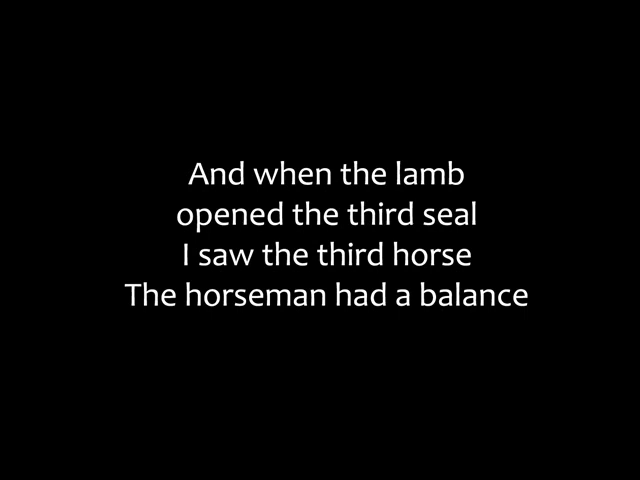 And when the lamb
opened the third seal
I saw the third horse
The horseman had a balance